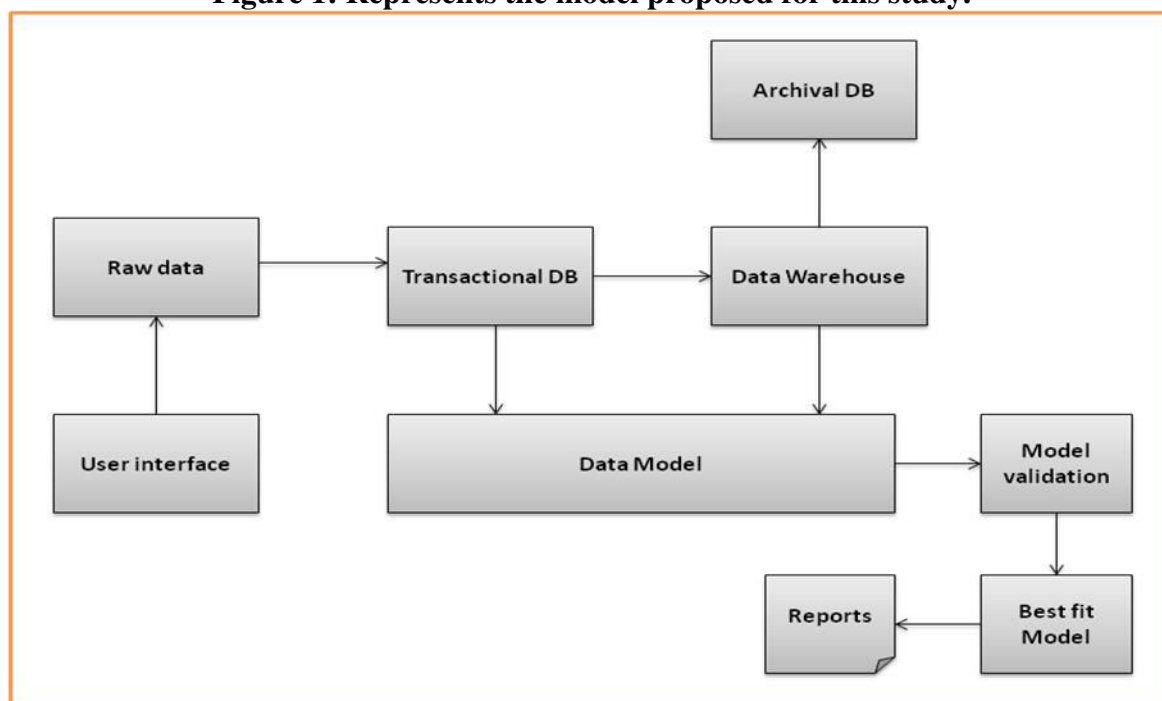 Figure 1: Represents the model proposed for this study.
Archival DB
Raw data
Transactional DB
Data Warehouse
User interface
Data Model
Model
validation
Reports
Best fit
Model